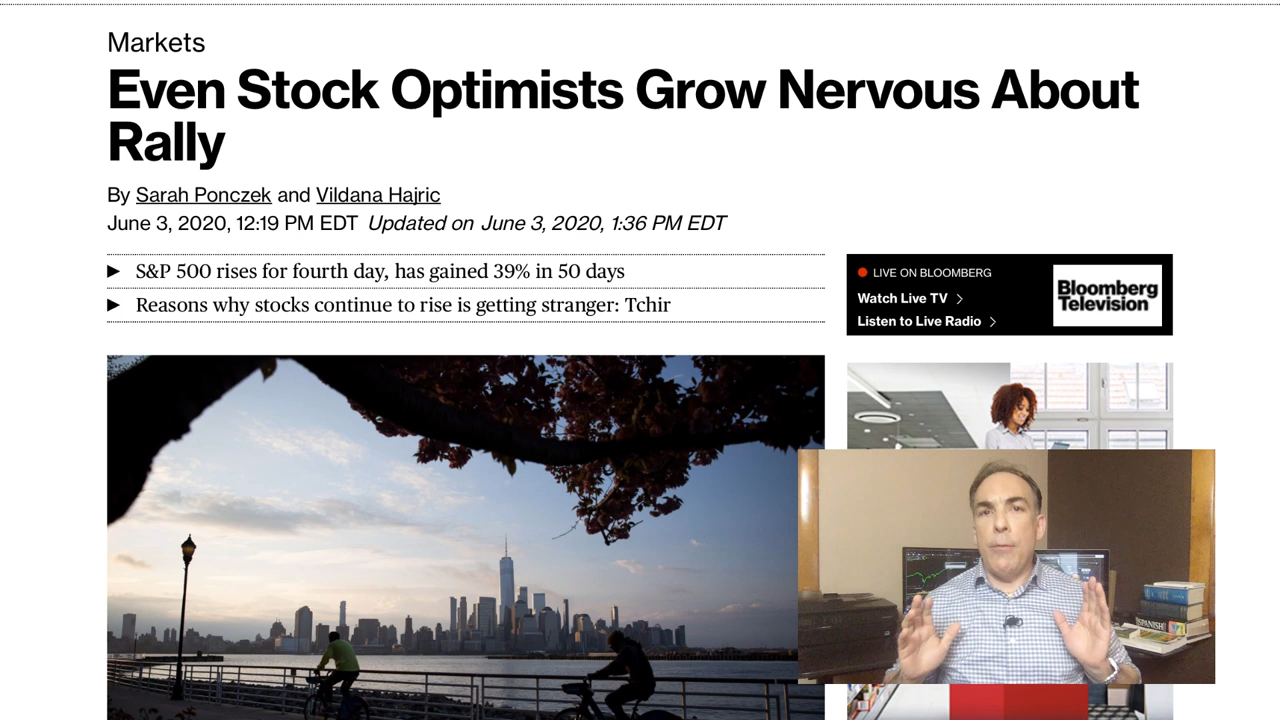 Markets
Even Stock Optimists Grow Nervous About
Rally
By Sarah Ponczek and Vildana Hajric
June 3, 2020, 12:19 PM EDT Updated on June 3, 2020, 1:36 PM EDT
S&P 500 rises for fourth day, has gained 39% in 50 days
Reasons why stocks continue to rise is getting stranger: Tchir
LIVE ON BLOOMBERG
Watch Live TV
Listen to Live Radio
Bloomberg
Television
SPANISH